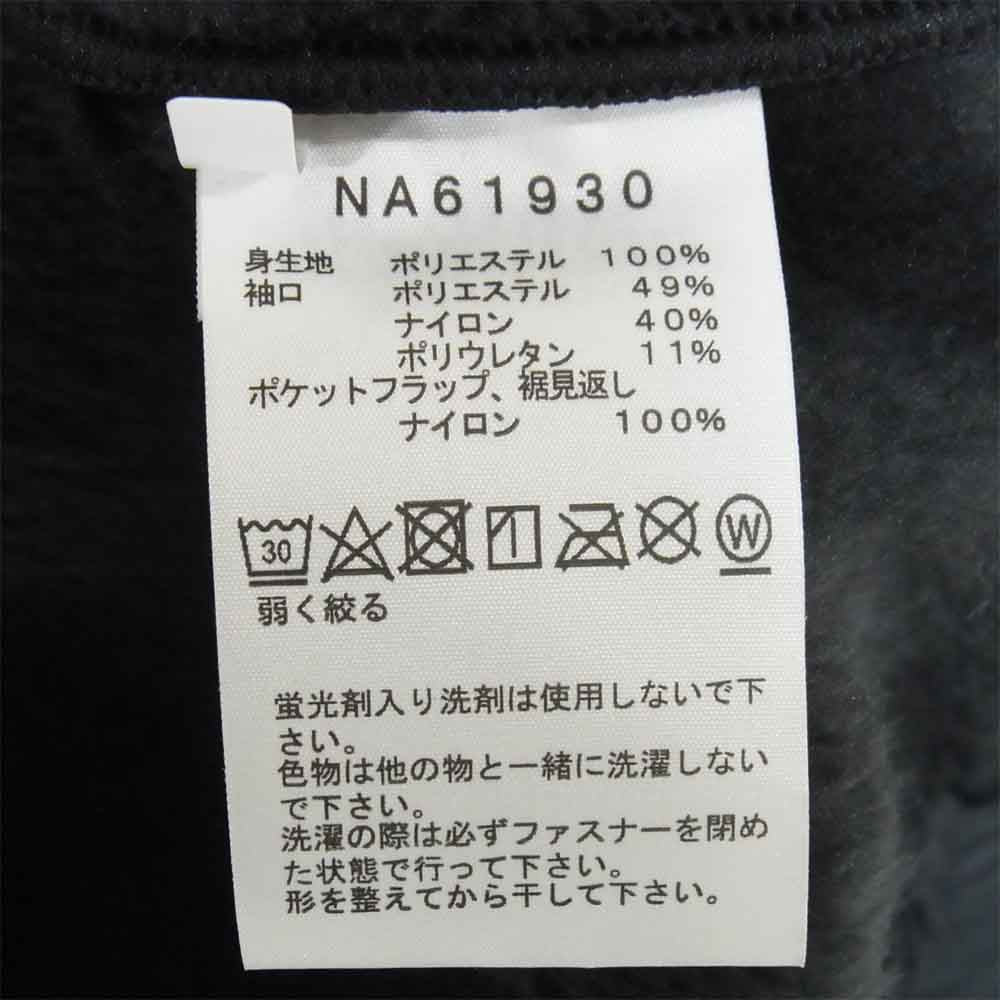 NA61930
身生地 ポリエステル 100%
袖口 ポリエステル 49%
ナイロン 40%
ポリウレタン 11%
ポケットフラップ、裾見返し
ナイロン 100%
30 W
弱く絞る
蛍光剤入り洗剤は使用しないで下
さい。
色物は他の物と一緒に洗濯しない
で下さい。
洗濯の際は必ずファスナーを閉め
た状態で行って下さい。
形を整えてから干して下さい。